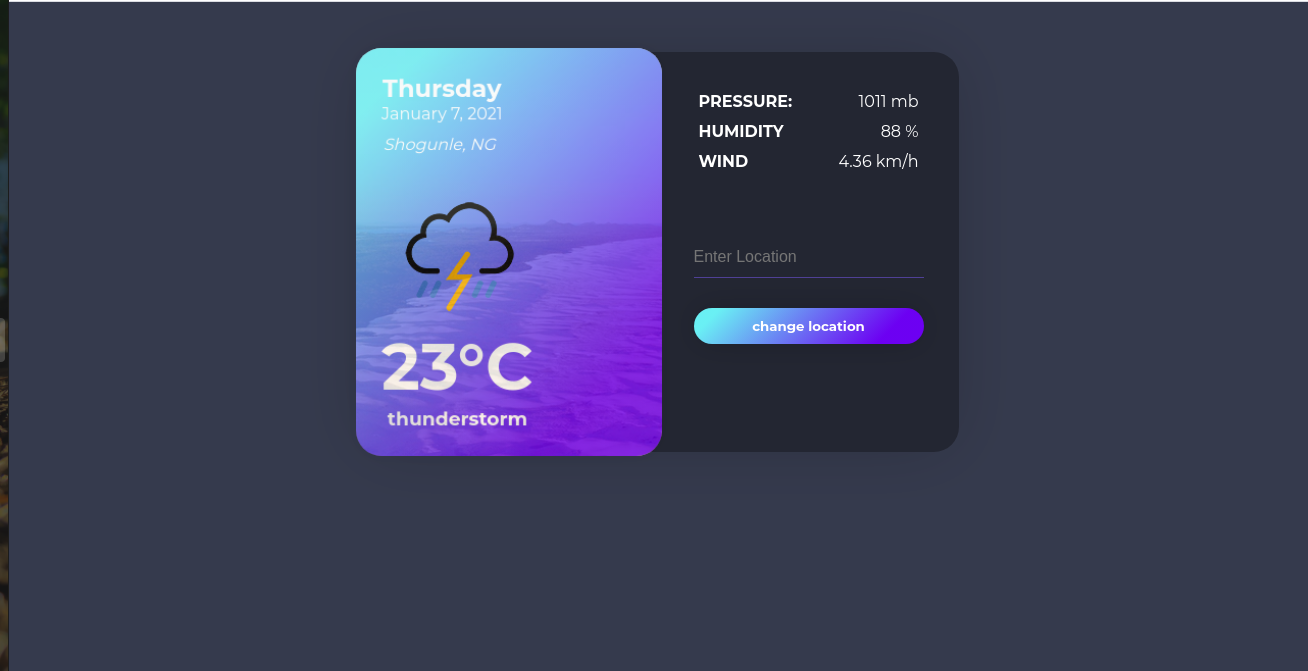 Thursday
January 7, 2021
Shogunle, NG
23°C
thunderstorm
PRESSURE: 1011 mb
HUMIDITY 88 %
WIND 4.36 km/h
Enter Location
change location